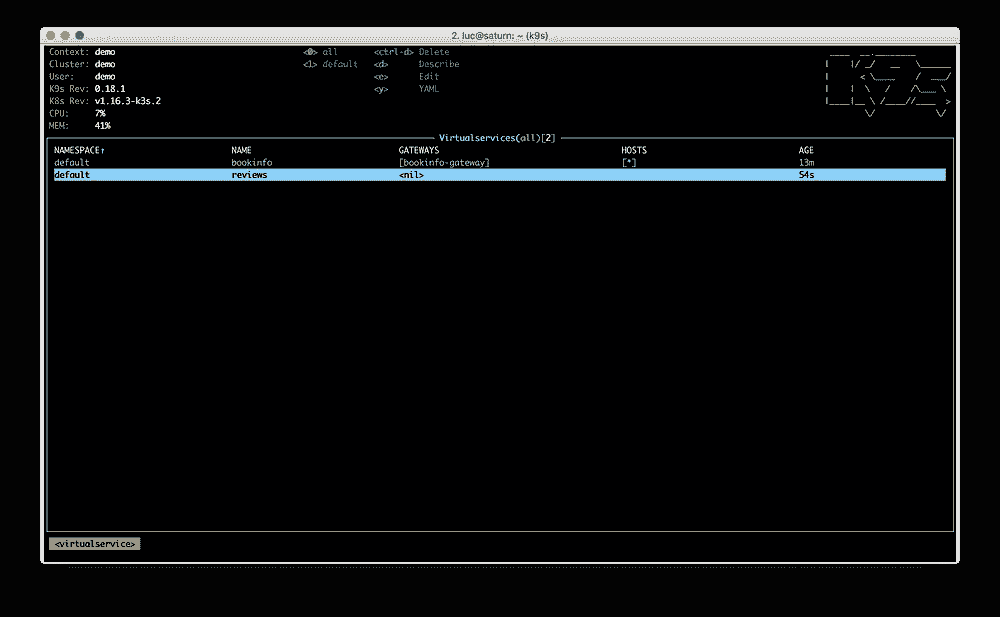 2. luc@saturn: ~ (k9s)
Context: demo <0> all <ctrl-d> Delete
Cluster: demo <1> default <d> Describe
User: demo <e> Edit
K9s Rev: 0.18.1 <y> YAML
K8s Rev: v1.16.3-k3s.2
CPU: 7%
MEM: 41%
Virtualservices(all)[2]
NAMESPACE↑ NAME GATEWAYS HOSTS AGE
default bookinfo [bookinfo-gateway] [*] 13m
default reviews <nil> 54s
<virtualservice>